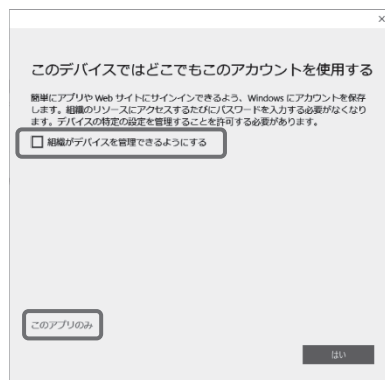 このデバイスではどこでもこのアカウントを使用する
簡単にアプリや Web サイトにサインインできるよう、Windows にアカウントを保存
します。組織のリソースにアクセスするたびにパスワードを入力する必要がなくなり
ます。デバイスの特定の設定を管理することを許可する必要があります。
組織がデバイスを管理できるようにする
このアプリのみ
はい